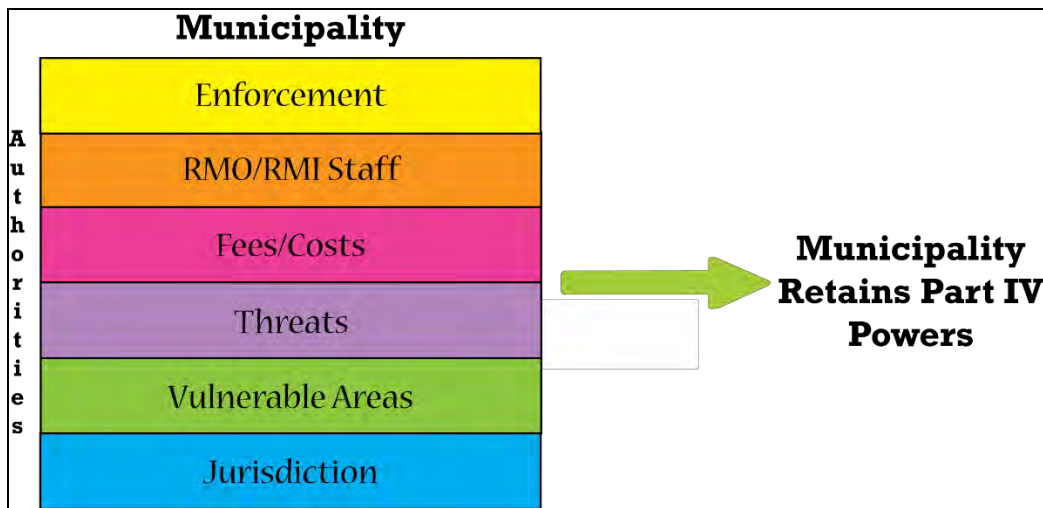 Municipality
Authorities
Enforcement
RMO/RMI Staff
Fees/Costs
Threats
Vulnerable Areas
Jurisdiction
Municipality
Retains Part IV
Powers